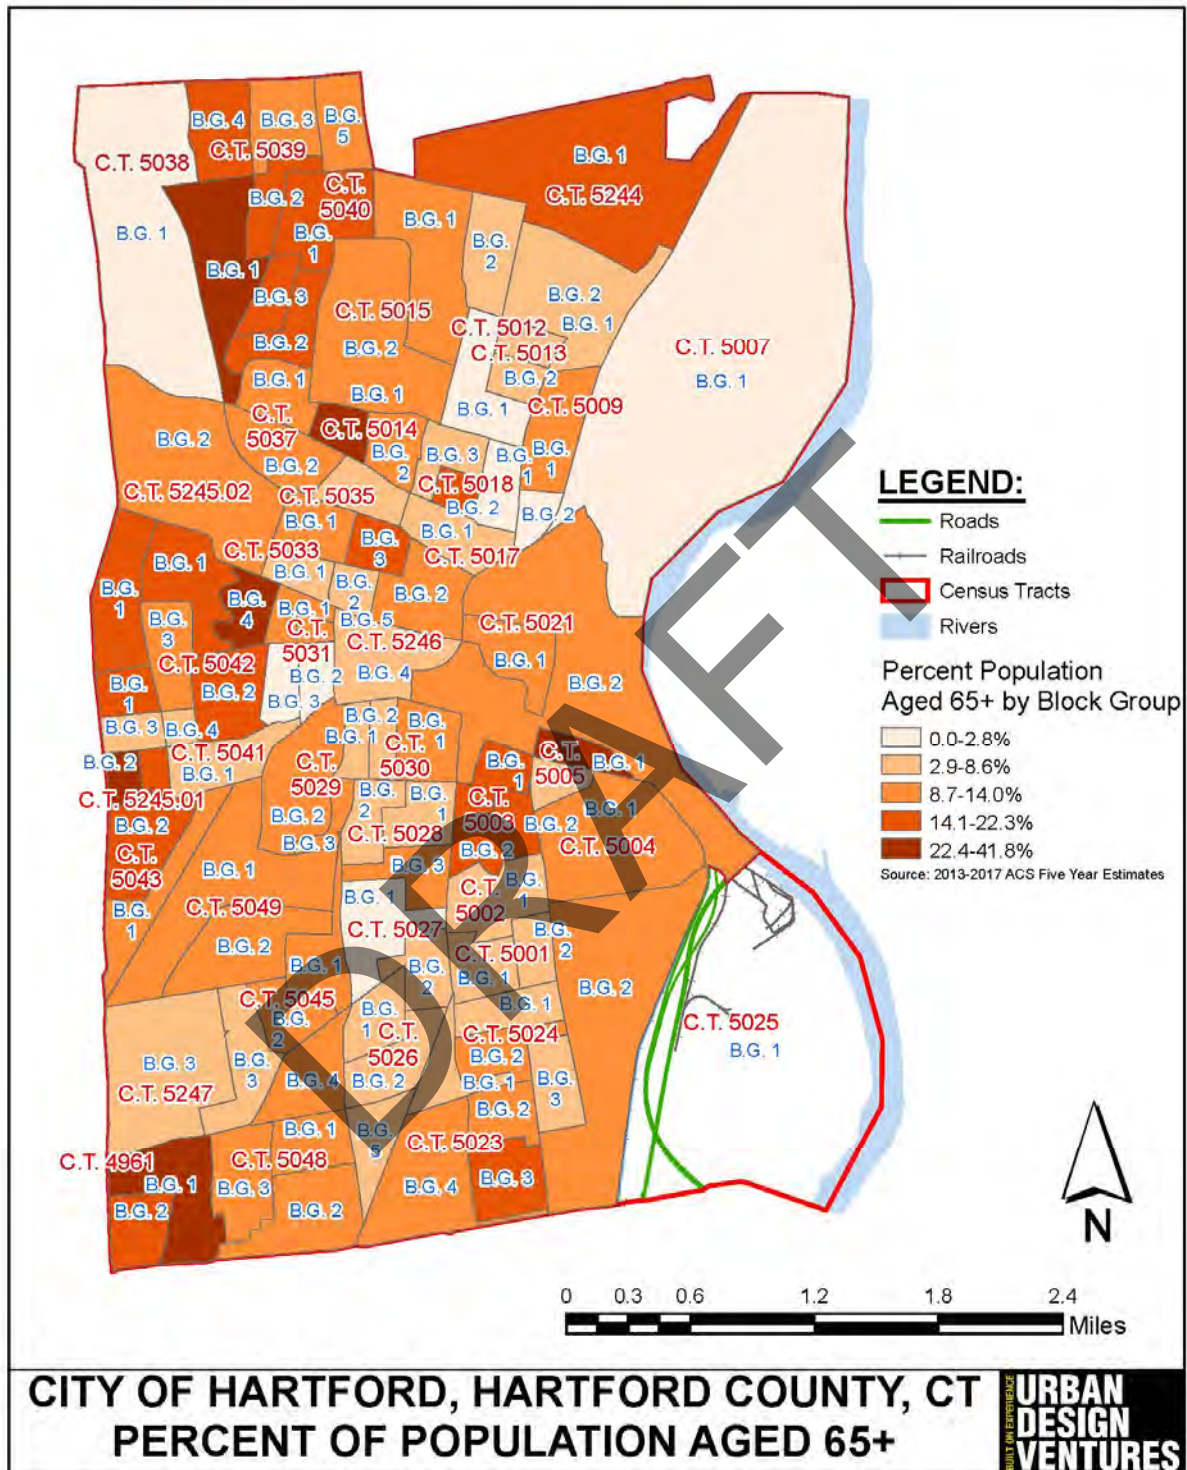 B.G. 4
B.G. 3
B.G.
5
C.T. 5039
C.T. 5038
B.G. 1
C.T. 5244
B.G. 2
C.T.
5040
B.G. 1
B.G. 1
B.G.
1
B.G.
2
B.G. 1
B.G. 3
B.G. 2
C.T. 5015
B.G. 1
C.T. 5012
C.T. 5013
B.G. 2
B.G. 2
C.T. 5007
B.G. 1
B.G. 1
B.G. 2
B.G. 1
B.G. 1
C.T. 5009
C.T.
5037
C.T. 5014
B.G. 2
B.G.
2
B.G. 3
B.G.
1
B.G.
1
B.G. 2
C.T. 5018
C.T. 5245.02
C.T. 5035
B.G. 2
B.G. 2
B.G. 1
B.G. 1
C.T. 5033
B.G.
3
C.T. 5017
B.G. 1
B.G. 1
B.G.
1
B.G.
4
B.G. 1
B.G.
2
B.G. 2
B.G.
3
B.G. 5
C.T.
5031
C.T. 5246
C.T. 5021
B.G. 1
C.T. 5042
B.G. 2
B.G. 4
B.G. 2
B.G.
1
B.G. 2
B.G. 3
B.G. 3
B.G. 4
B.G. 2
B.G. 1
B.G.
1
C.T. 5041
C.T.
5030
B.G. 2
B.G. 1
C.T.
5029
B.G.
1
C.T.
5005
B.G. 1
C.T. 5245.01
B.G.
2
B.G.
1
C.T.
5003
B.G. 1
B.G. 2
B.G. 2
B.G. 2
C.T. 5028
C.T. 5004
B.G. 3
B.G. 2
C.T.
5043
B.G. 1
B.G. 3
B.G. 1
C.T.
5002
B.G.
1
B.G.
1
C.T. 5049
C.T. 5027
B.G.
2
B.G. 2
C.T. 5001
B.G. 1
B.G.
2
B.G. 1
B.G. 2
C.T. 5045
B.G.
2
B.G.
1
B.G. 1
C.T. 5025
B.G. 1
C.T.
5026
C.T. 5024
B.G. 2
B.G. 3
B.G.
3
B.G. 4
B.G. 2
B.G. 1
B.G.
3
C.T. 5247
B.G. 2
B.G. 1
B.G.
5
C.T. 5023
C.T. 4961
C.T. 5048
B.G. 1
B.G. 3
B.G. 4
B.G. 3
B.G. 2
B.G. 2
DRAFT
LEGEND:
Roads
Railroads
Census Tracts
Rivers
Percent Population
Aged 65+ by Block Group
0.0-2.8%
2.9-8.6%
8.7-14.0%
14.1-22.3%
22.4-41.8%
Source: 2013-2017 ACS Five Year Estimates
N
0 0.3 0.6 1.2 1.8 2.4
Miles
CITY OF HARTFORD, HARTFORD COUNTY, CT
PERCENT OF POPULATION AGED 65+
BUILT ON EXPERIENCE
URBAN
DESIGN
VENTURES